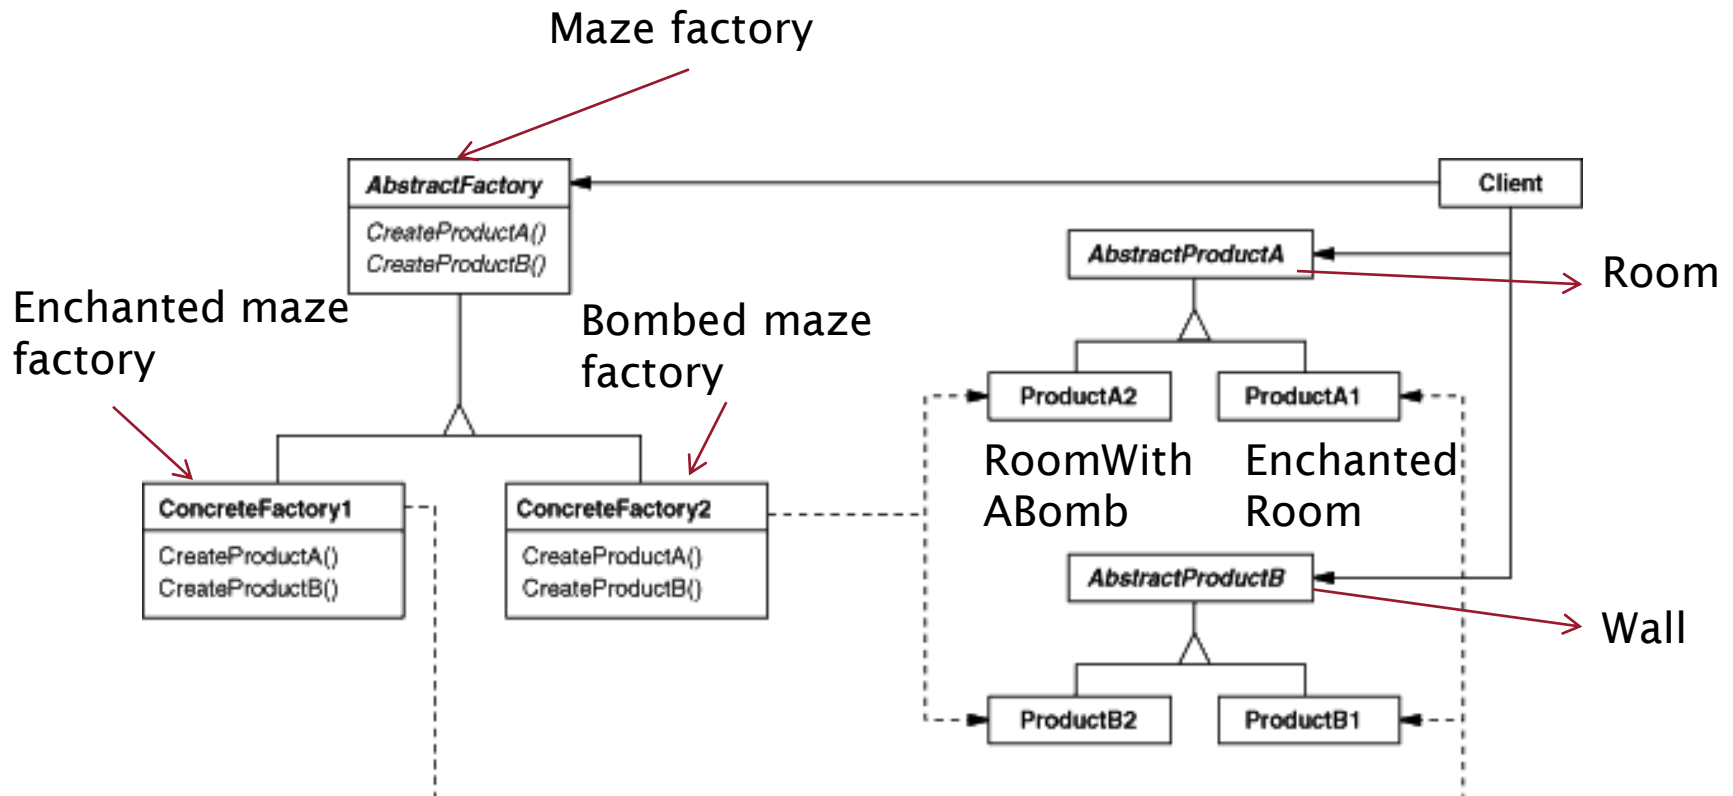 Maze factory
AbstractFactory
CreateProductA()
CreateProductB()
Client
AbstractProductA
Room
Enchanted maze
factory
Bombed maze
factory
ProductA2
ProductA1
RoomWith
ABomb
Enchanted
Room
ConcreteFactory1
CreateProductA()
CreateProductB()
ConcreteFactory2
CreateProductA()
CreateProductB()
AbstractProductB
Wall
ProductB2
ProductB1